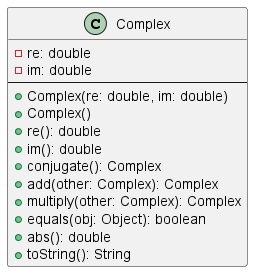 C Complex
re: double
im: double
Complex(re: double, im: double)
Complex()
re(): double
im(): double
conjugate(): Complex
add(other: Complex): Complex
multiply(other: Complex): Complex
equals(obj: Object): boolean
abs(): double
toString(): String